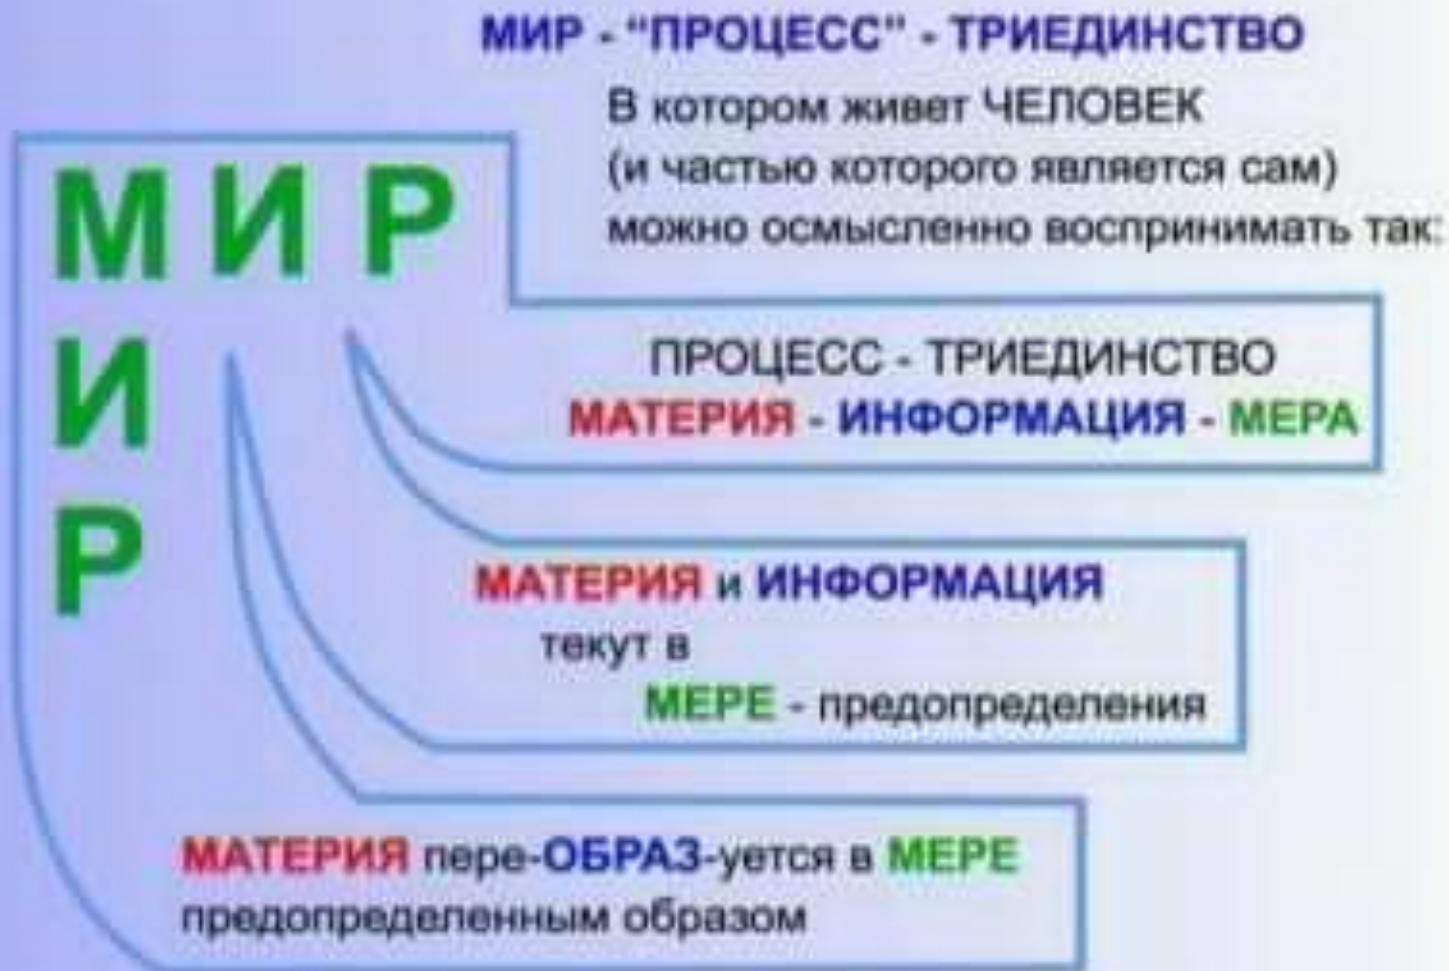 МИР - "ПРОЦЕСС" - ТРИЕДИНСТВО
В котором живет ЧЕЛОВЕК
(и частью которого является сам)
можно осмысленно воспринимать так:
МИР
И
Р
ПРОЦЕСС - ТРИЕДИНСТВО
МАТЕРИЯ - ИНФОРМАЦИЯ - МЕРА
МАТЕРИЯ и ИНФОРМАЦИЯ
текут в
МЕРЕ - предопределения
МАТЕРИЯ пере-ОБРАЗ-уется в МЕРЕ
предопределенным образом